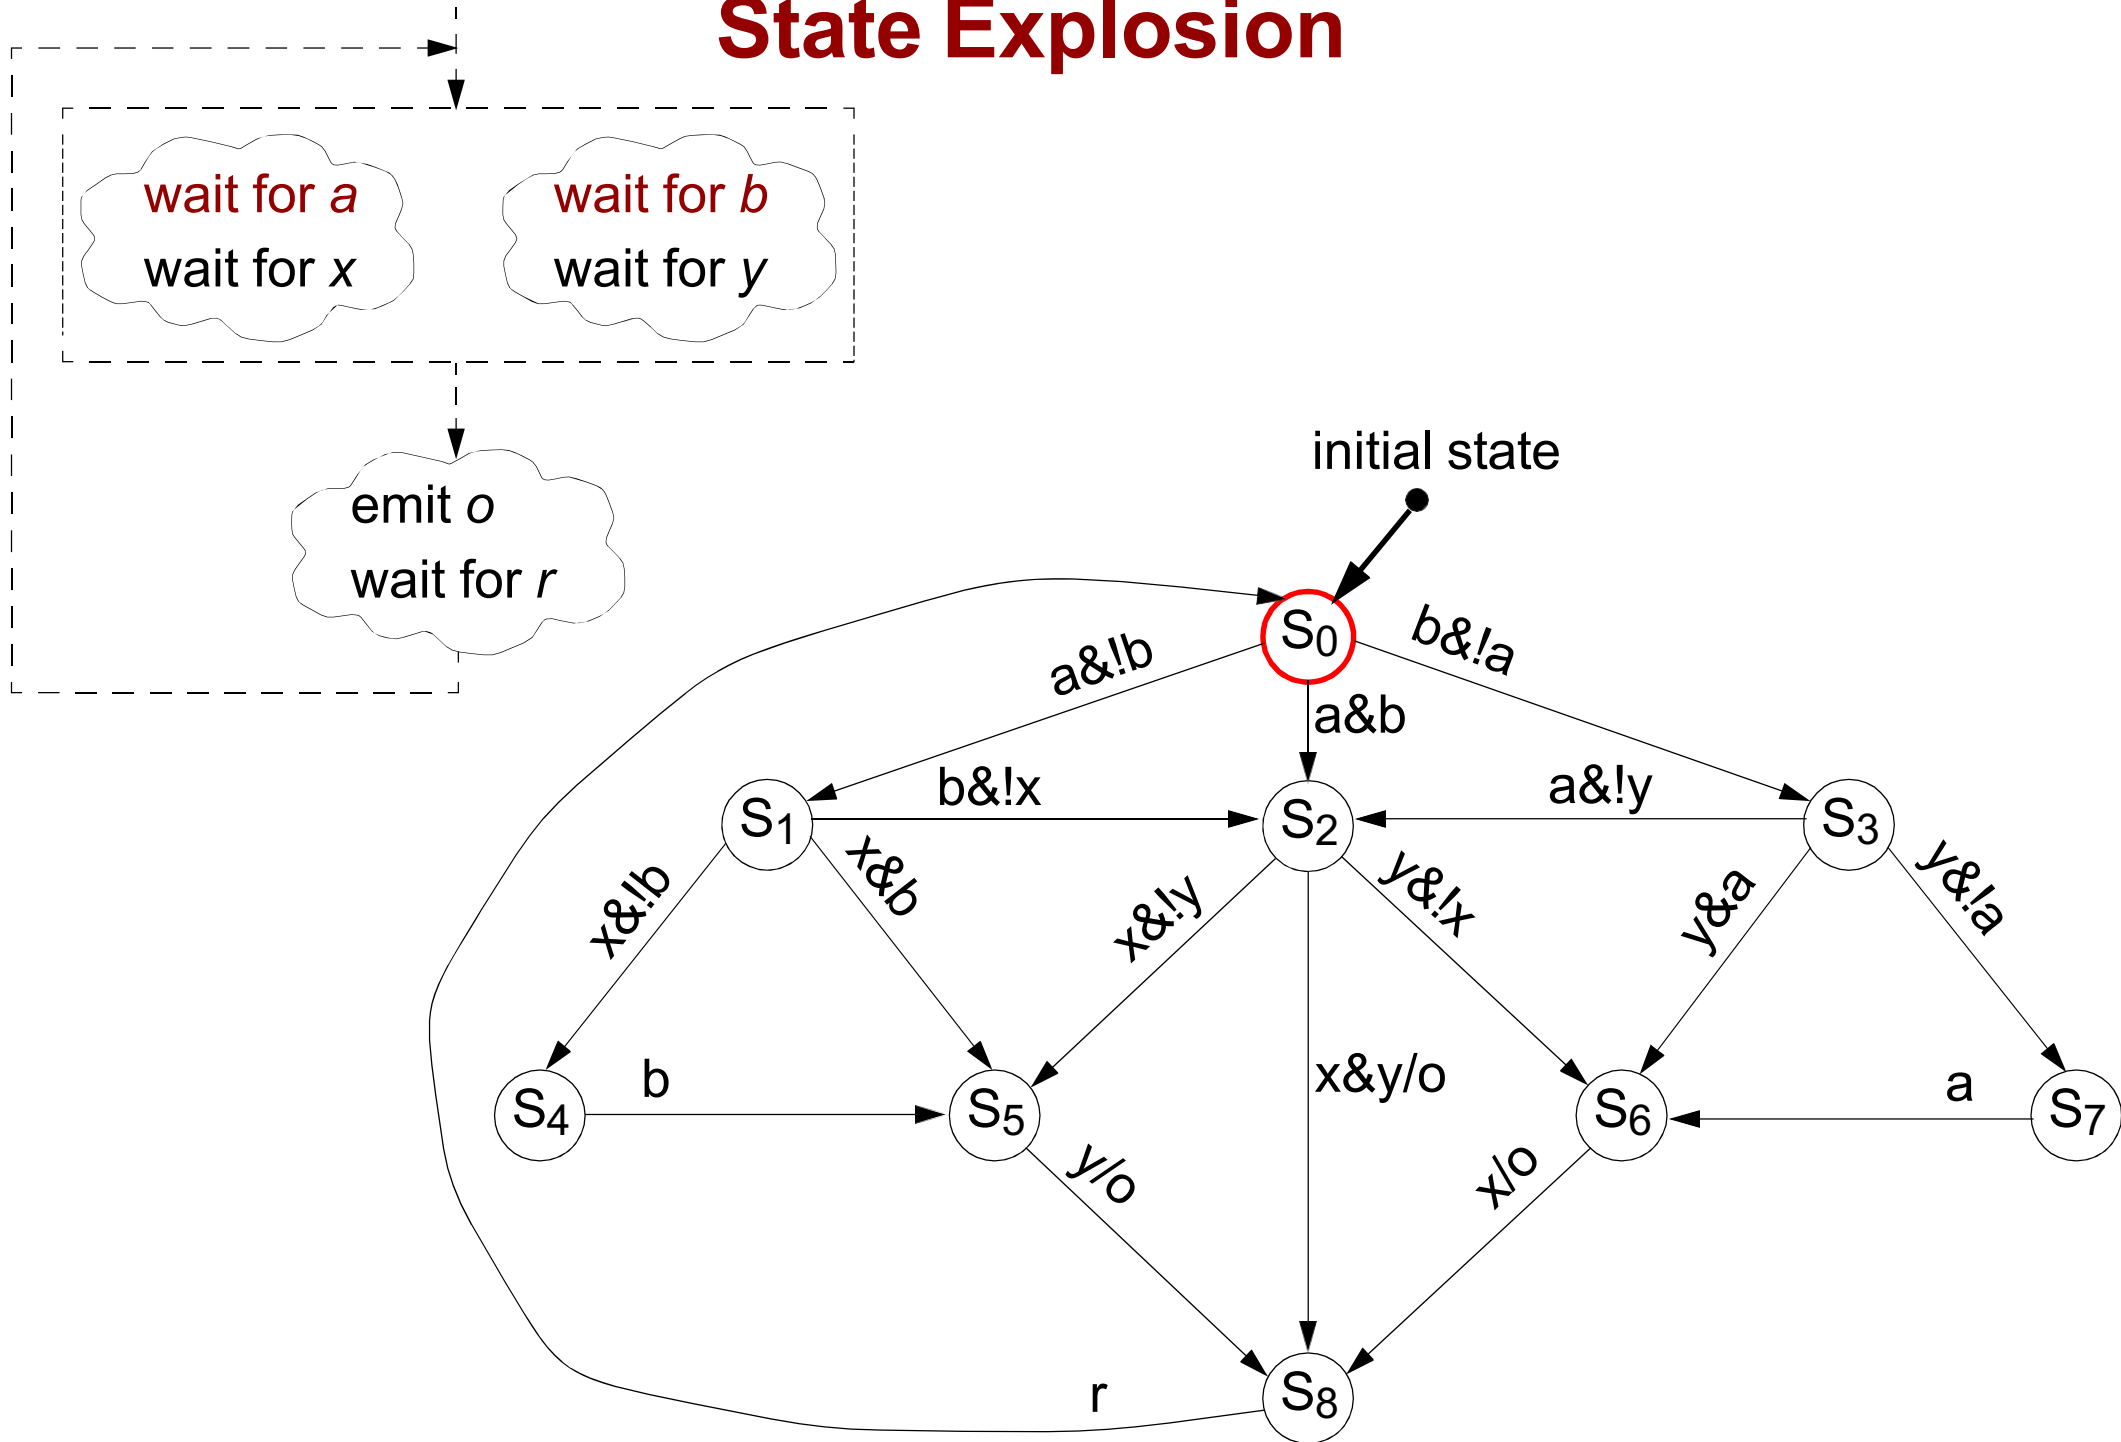 State Explosion
wait for a
wait for x
wait for b
wait for y
emit o
wait for r
initial state
S0
a&!b
b&!a
a&b
b&!x
a&!y
S1
S2
S3
x&!b
x&b
x&!y
y&!x
y&a
y&!a
b
x&y/o
a
S4
S5
S6
S7
y/o
x/o
r
S8